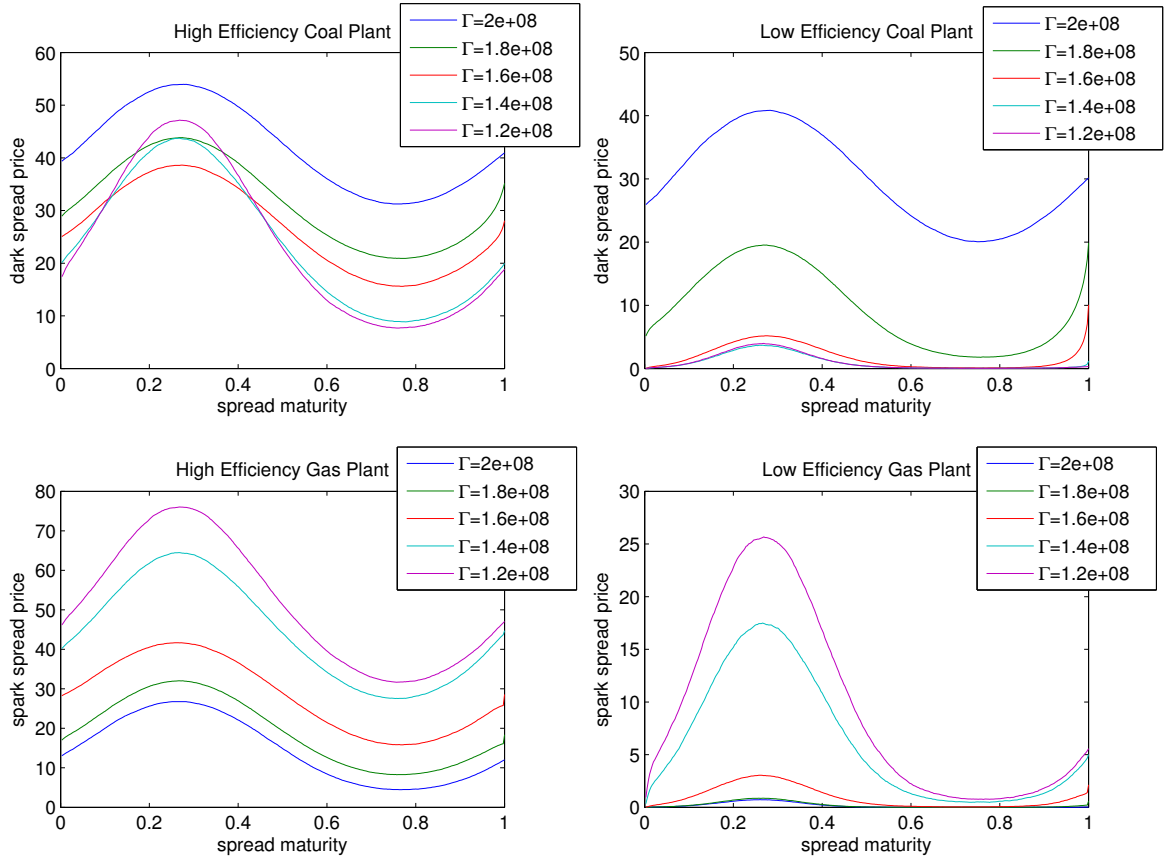 High Efficiency Coal Plant
Γ=2e+08
Γ=1.8e+08
Γ=1.6e+08
Γ=1.4e+08
Γ=1.2e+08
60
50
40
30
20
10
0
dark spread price
0 0.2 0.4 0.6 0.8 1
spread maturity
Low Efficiency Coal Plant
Γ=2e+08
Γ=1.8e+08
Γ=1.6e+08
Γ=1.4e+08
Γ=1.2e+08
50
40
30
20
10
0
dark spread price
0 0.2 0.4 0.6 0.8 1
spread maturity
High Efficiency Gas Plant
Γ=2e+08
Γ=1.8e+08
Γ=1.6e+08
Γ=1.4e+08
Γ=1.2e+08
80
70
60
50
40
30
20
10
0
spark spread price
0 0.2 0.4 0.6 0.8 1
spread maturity
Low Efficiency Gas Plant
Γ=2e+08
Γ=1.8e+08
Γ=1.6e+08
Γ=1.4e+08
Γ=1.2e+08
30
25
20
15
10
5
0
spark spread price
0 0.2 0.4 0.6 0.8 1
spread maturity